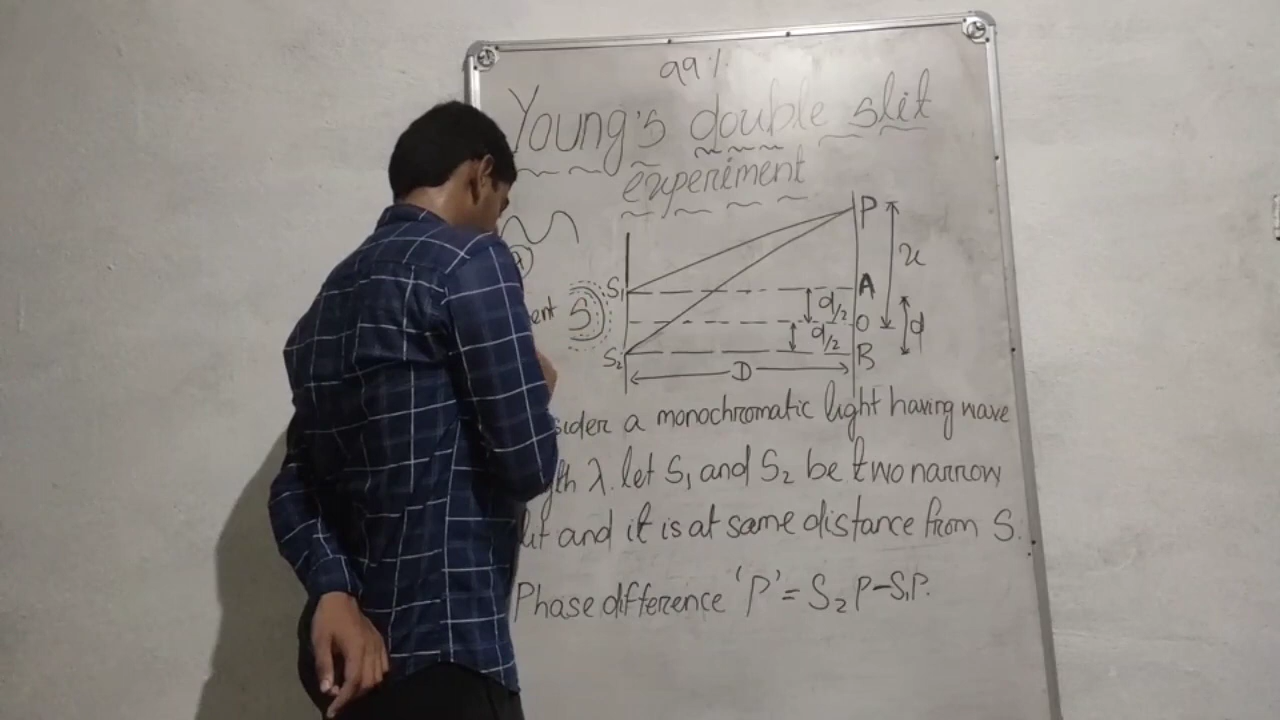 99%
Young's double slit
experiment
P
x
S₁
A
d/2
S
O
d
d/2
S₂
B
D
a monochromatic light having wave
λ. let S₁ and S₂ be two narrow
and it is at same distance from S.
Phase difference 'P' = S₂P-S₁P.